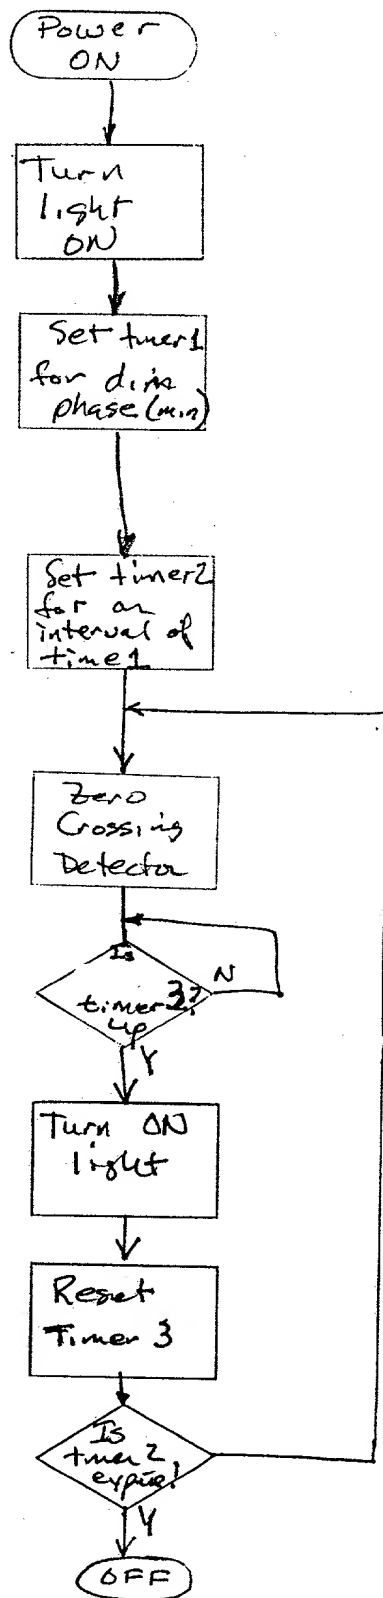 Power
ON
Turn
light
ON
Set timer1
for dim
phase (min)
Set timer2
for an
interval of
time1
Zero
Crossing
Detector
Is
timer 3?
up
N
Y
Turn ON
light
Reset
Timer 3
Is
timer 2
expire?
Y
OFF